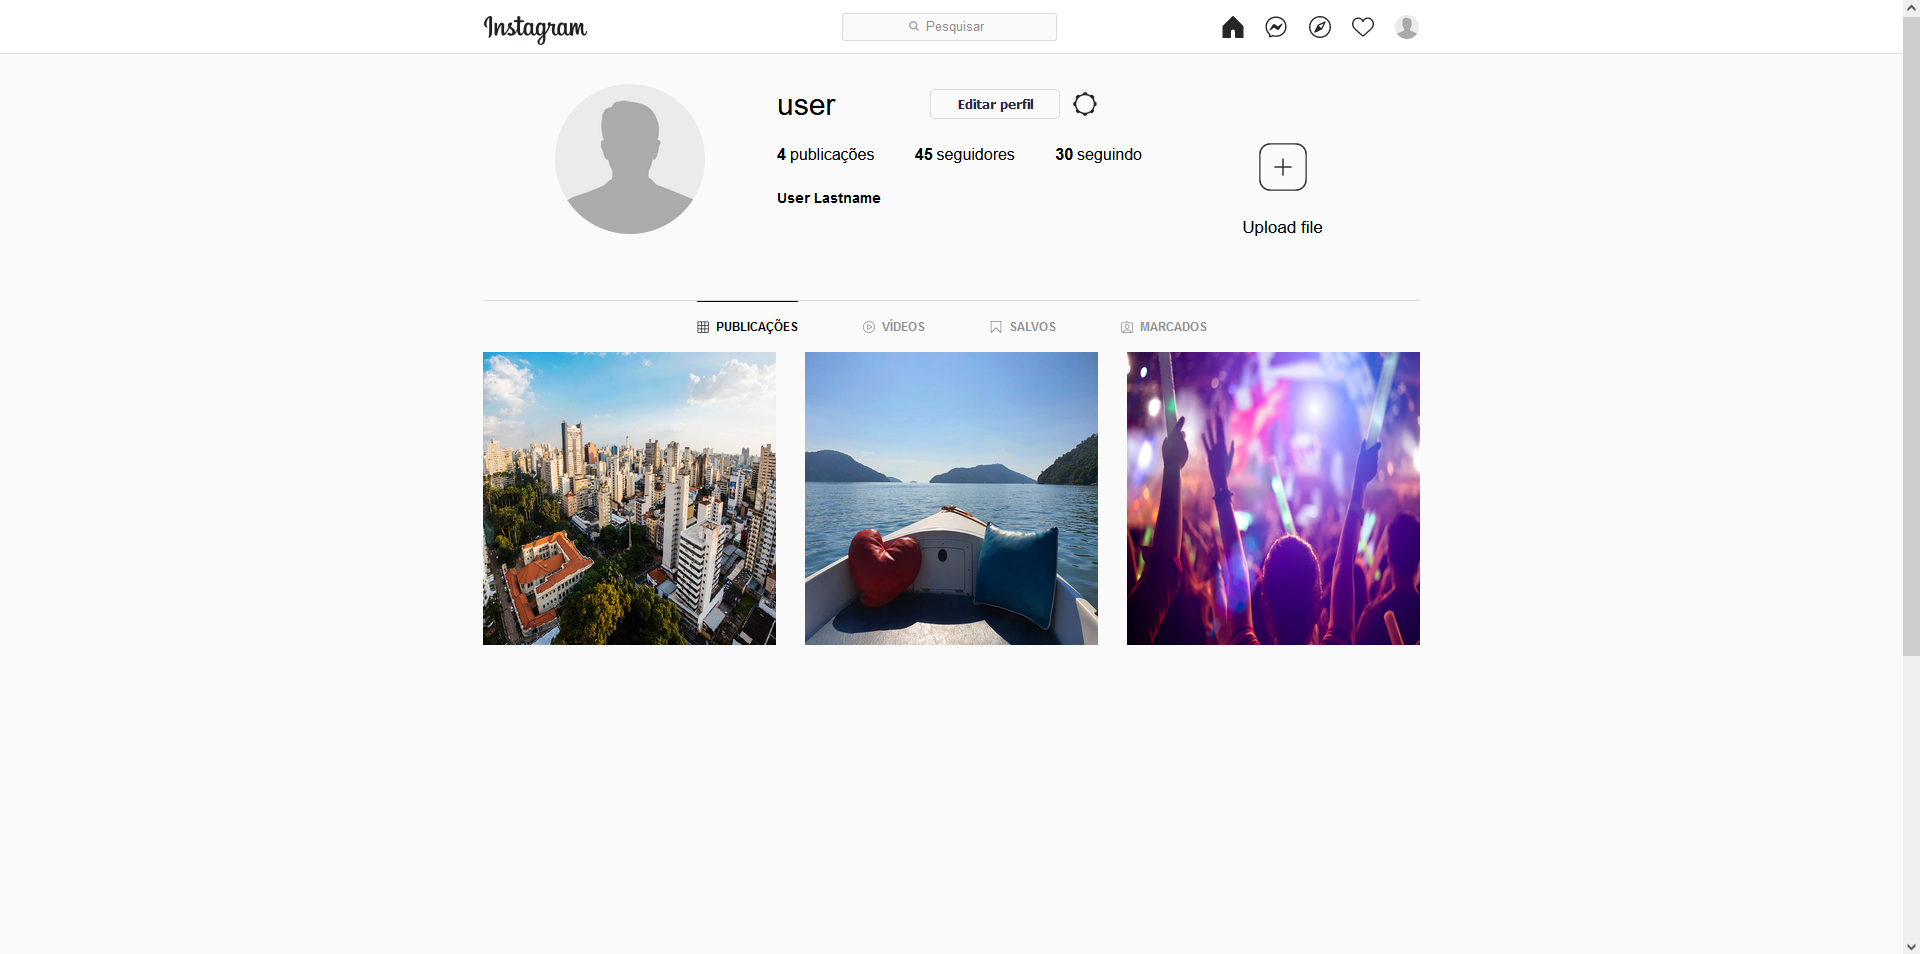 Instagram
Pesquisar
user
Editar perfil
4 publicações
45 seguidores
30 seguindo
User Lastname
Upload file
PUBLICAÇÕES
VÍDEOS
SALVOS
MARCADOS